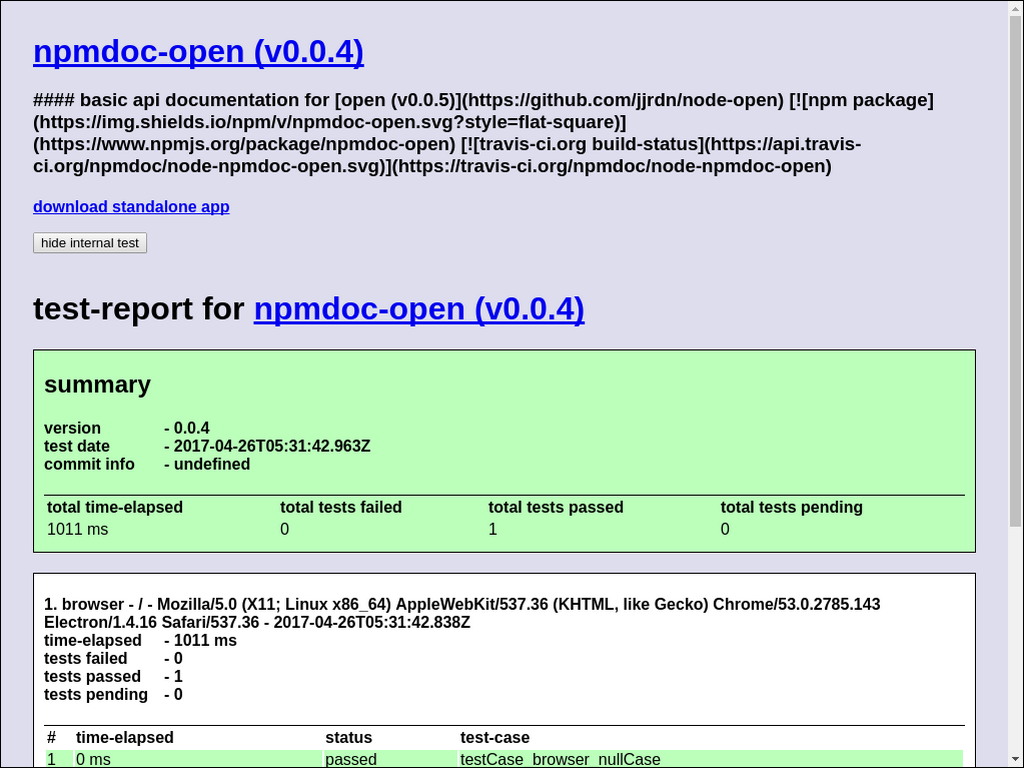 npmdoc-open (v0.0.4)
#### basic api documentation for [open (v0.0.5)](https://github.com/jjrdn/node-open) [![npm package]
(https://img.shields.io/npm/v/npmdoc-open.svg?style=flat-square)]
(https://www.npmjs.org/package/npmdoc-open) [![travis-ci.org build-status](https://api.travis-
ci.org/npmdoc/node-npmdoc-open.svg)](https://travis-ci.org/npmdoc/node-npmdoc-open)
download standalone app
hide internal test
test-report for npmdoc-open (v0.0.4)
summary
version - 0.0.4
test date - 2017-04-26T05:31:42.963Z
commit info - undefined
total time-elapsed total tests failed total tests passed total tests pending
1011 ms 0 1 0
1. browser - / - Mozilla/5.0 (X11; Linux x86_64) AppleWebKit/537.36 (KHTML, like Gecko) Chrome/53.0.2785.143
Electron/1.4.16 Safari/537.36 - 2017-04-26T05:31:42.838Z
time-elapsed - 1011 ms
tests failed - 0
tests passed - 1
tests pending - 0
# time-elapsed status test-case
1 0 ms passed testCase_browser_nullCase